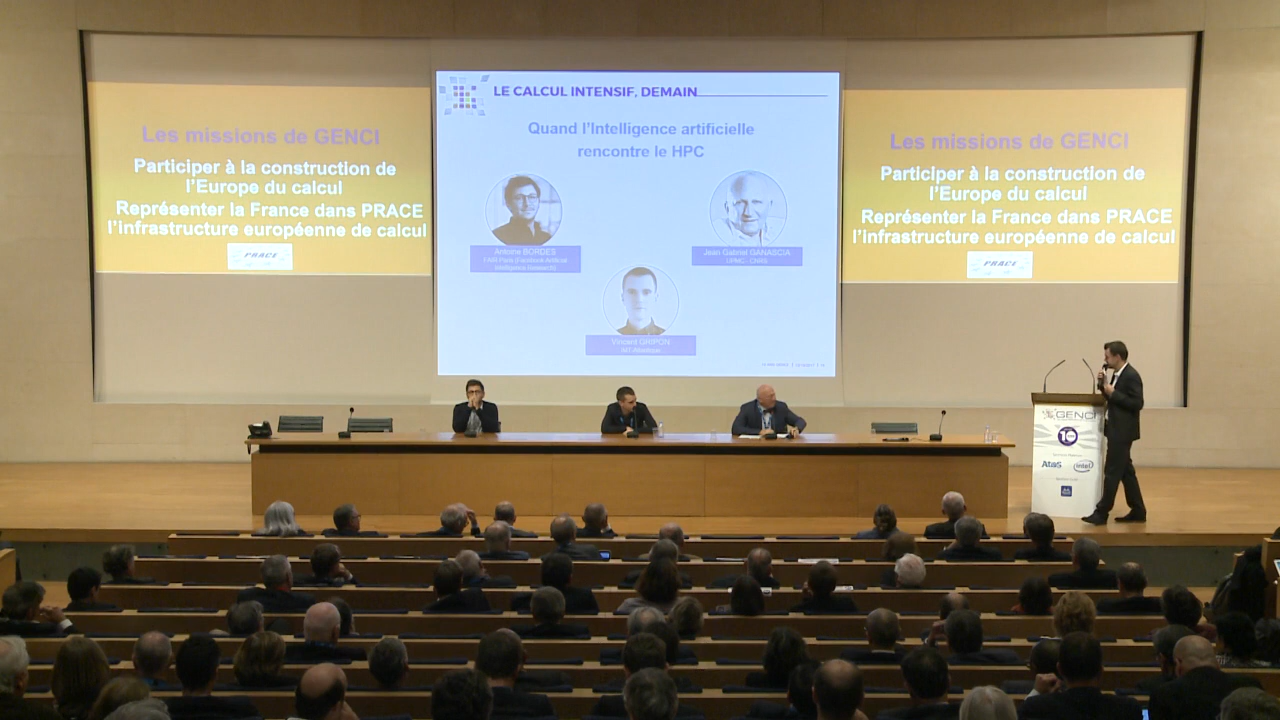 Les missions de GENCI
Participer à la construction de
l'Europe du calcul
Représenter la France dans PRACE
l'infrastructure européenne de calcul
PRACE
LE CALCUL INTENSIF, DEMAIN
Quand l'Intelligence artificielle
rencontre le HPC
Antoine BORDES
FAIR Paris (Facebook Artificial
Intelligence Research)
Jean Gabriel GANASCIA
UPMC - CNRS
Vincent GRIPON
IMT Atlantique
Les missions de GENCI
Participer à la construction de
l'Europe du calcul
Représenter la France dans PRACE
l'infrastructure européenne de calcul
PRACE
GENCI
10
Atos
intel